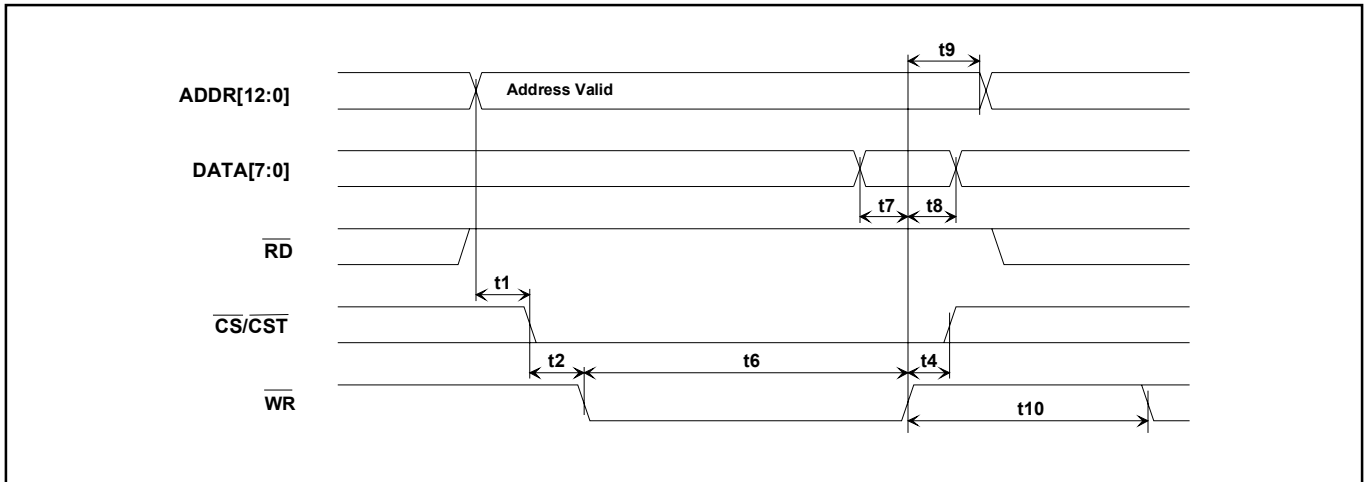 t9
ADDR[12:0] Address Valid
DATA[7:0]
t7 t8
RD
t1
CS/CST
t2 t6 t4
WR
t10